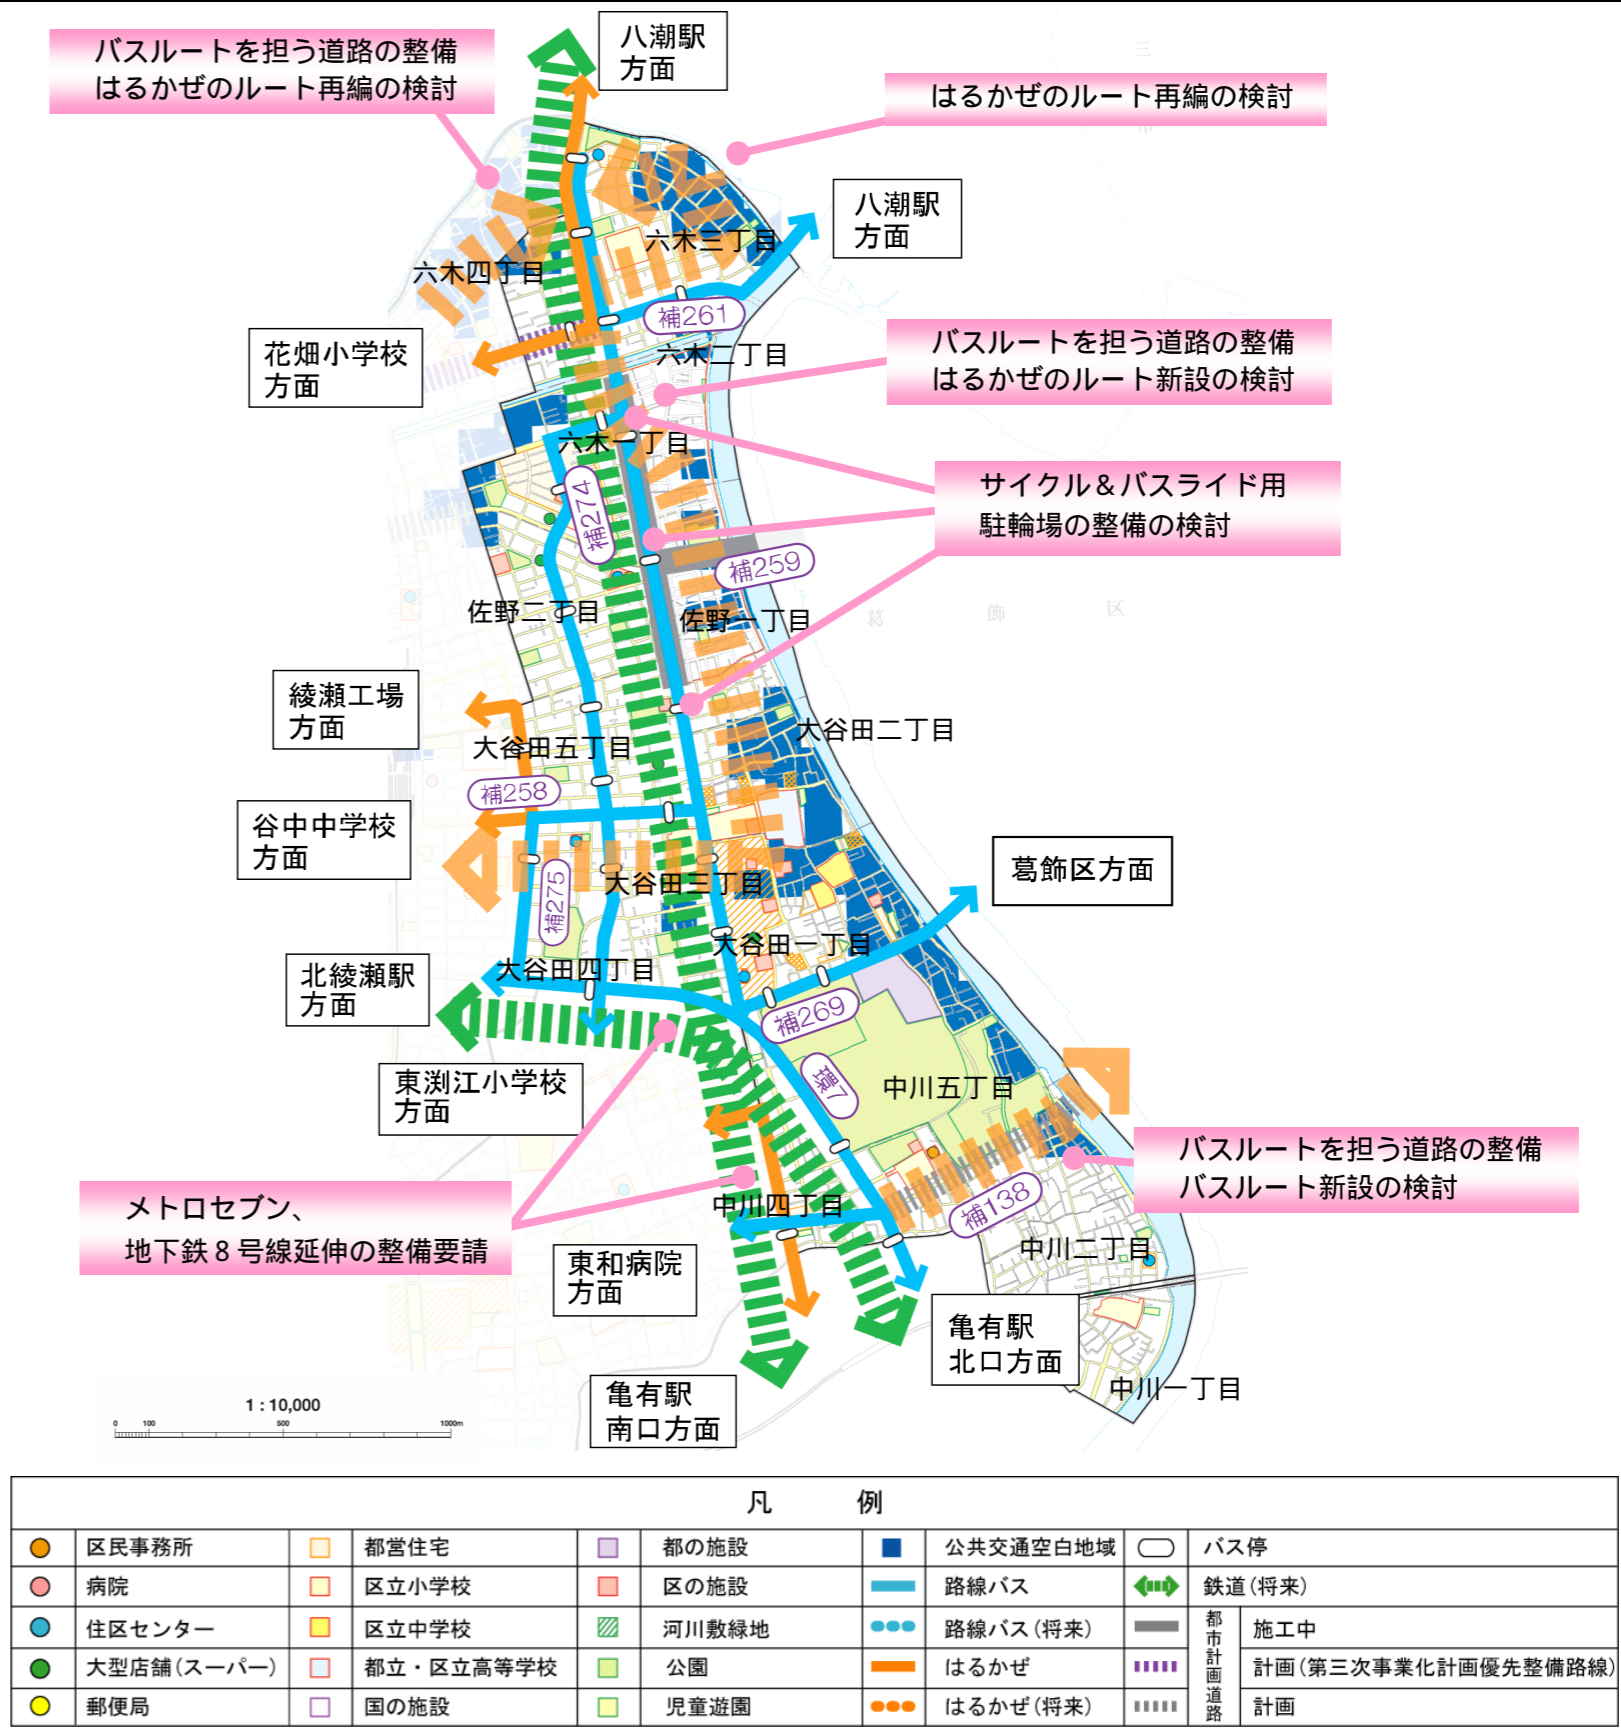 バスルートを担う道路の整備
はるかぜのルート再編の検討
八潮駅
方面
はるかぜのルート再編の検討
三
市
八潮駅
方面
六木三丁目
六木四丁目
補261
花畑小学校
方面
六木二丁目
バスルートを担う道路の整備
はるかぜのルート新設の検討
六木一丁目
サイクル＆バスライド用
駐輪場の整備の検討
補274
補259
佐野二丁目
佐野一丁目
葛飾区
綾瀬工場
方面
大谷田五丁目
大谷田二丁目
補258
谷中中学校
方面
大谷田三丁目
補275
葛飾区方面
大谷田一丁目
北綾瀬駅
方面
大谷田四丁目
補269
東渕江小学校
方面
環7
中川五丁目
バスルートを担う道路の整備
バスルート新設の検討
メトロセブン、
地下鉄８号線延伸の整備要請
中川四丁目
補138
中川二丁目
東和病院
方面
亀有駅
北口方面
亀有駅
南口方面
中川一丁目
1 : 10,000
0 100 500 1000m
凡 例
区民事務所 都営住宅 都の施設 公共交通空白地域 バス停
病院 区立小学校 区の施設 路線バス 鉄道(将来)
住区センター 区立中学校 河川敷緑地 路線バス(将来) 都市計画道路 施工中
大型店舗(スーパー) 都立・区立高等学校 公園 はるかぜ 計画(第三次事業化計画優先整備路線)
郵便局 国の施設 児童遊園 はるかぜ(将来) 計画